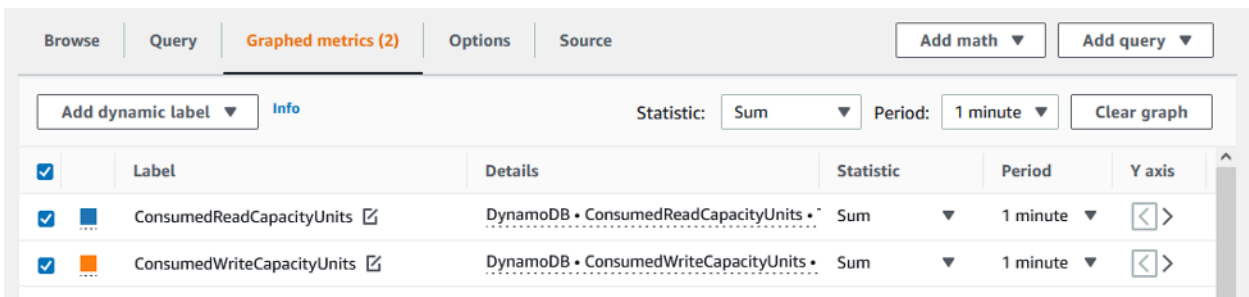 Browse Query Graphed metrics (2) Options Source Add math Add query
Add dynamic label Info Statistic: Sum Period: 1 minute Clear graph
Label Details Statistic Period Y axis
ConsumedReadCapacityUnits DynamoDB • ConsumedReadCapacityUnits • Sum 1 minute
ConsumedWriteCapacityUnits DynamoDB • ConsumedWriteCapacityUnits • Sum 1 minute